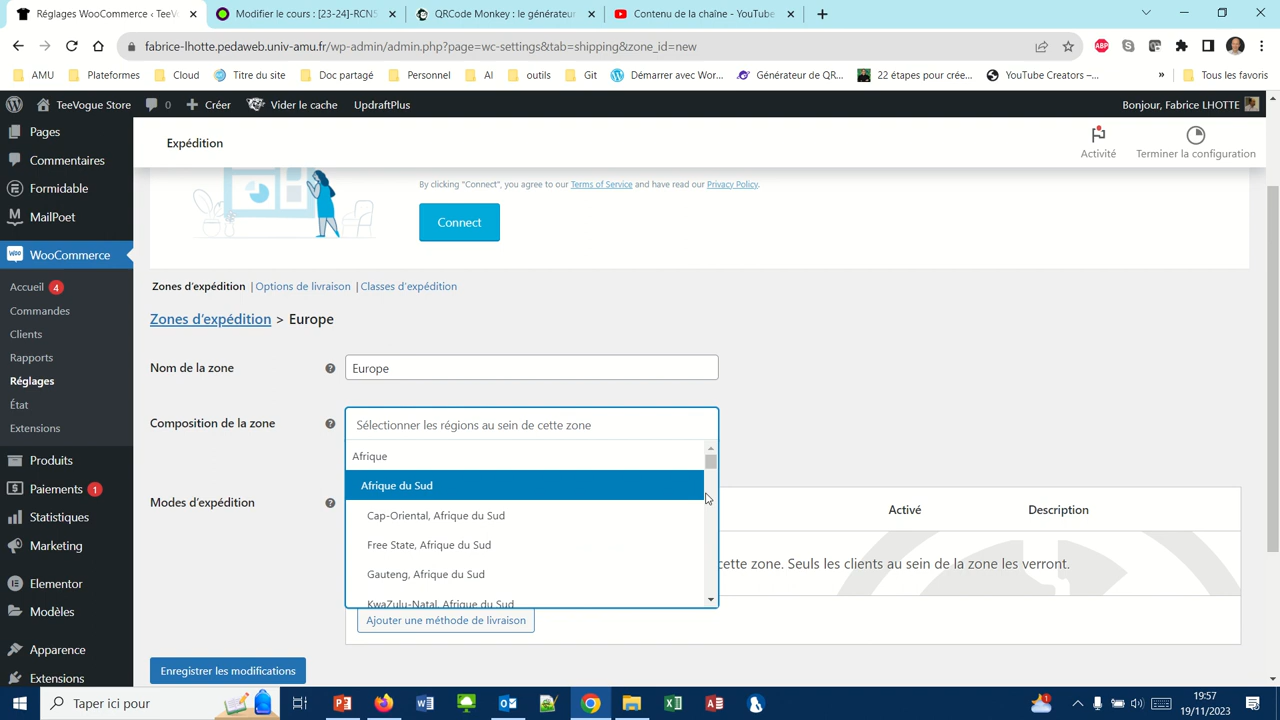 Réglages WooCommerce ‹ TeeV
Modifier le cours : [23-24]-RCNS
QRCode Monkey : le générateur
Contenu de la chaîne - YouTube
fabrice-lhotte.pedaweb.univ-amu.fr/wp-admin/admin.php?page=wc-settings&tab=shipping&zone_id=new
AMU
Plateformes
Cloud
Titre du site
Doc partagé
Personnel
AI
outils
Git
Démarrer avec Wor...
Générateur de QR...
22 étapes pour crée...
YouTube Creators –...
»
Tous les favoris
TeeVogue Store
0
Créer
Vider le cache
UpdraftPlus
Bonjour, Fabrice LHOTTE
Pages
Commentaires
Formidable
MailPoet
WooCommerce
Accueil 4
Commandes
Clients
Rapports
Réglages
État
Extensions
Produits
Paiements 1
Statistiques
Marketing
Elementor
Modèles
Apparence
Extensions
Expédition
Activité
Terminer la configuration
By clicking "Connect", you agree to our Terms of Service and have read our Privacy Policy.
Connect
Zones d'expédition | Options de livraison | Classes d'expédition
Zones d'expédition > Europe
Nom de la zone
Europe
Composition de la zone
Sélectionner les régions au sein de cette zone
Afrique
Afrique du Sud
Cap-Oriental, Afrique du Sud
Free State, Afrique du Sud
Gauteng, Afrique du Sud
KwaZulu-Natal, Afrique du Sud
Modes d'expédition
Activé
Description
cette zone. Seuls les clients au sein de la zone les verront.
Ajouter une méthode de livraison
Enregistrer les modifications
Taper ici pour
19:57
19/11/2023